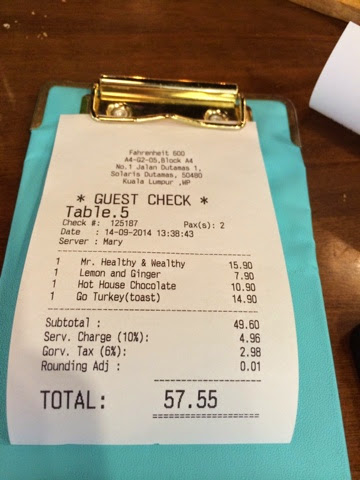 Fahrenheit 600
A4-G2-05,Block A4
No.1 Jalan Dutamas 1,
Solaris Dutamas, 50480
Kuala Lumpur ,WP
* GUEST CHECK *
Table.5
Check #: 125187 Pax(s): 2
Date : 14-09-2014 13:38:43
Server : Mary
1 Mr. Healthy & Wealthy 15.90
1 Lemon and Ginger 7.90
1 Hot House Chocolate 10.90
1 Go Turkey(toast) 14.90
Subtotal : 49.60
Serv. Charge (10%): 4.96
Gorv. Tax (6%): 2.98
Rounding Adj : 0.01
TOTAL: 57.55